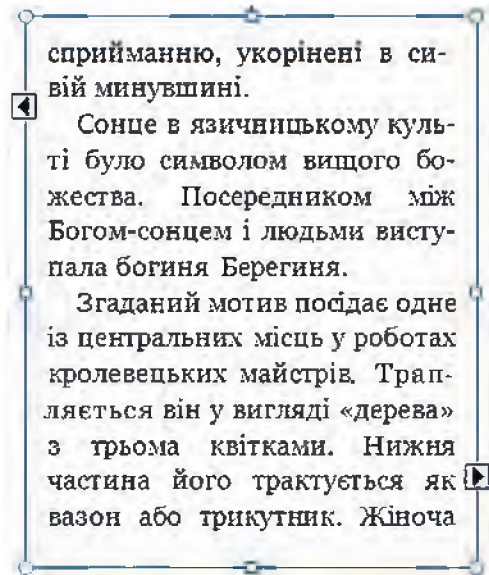 сприйманню, укорінені в си-
вій минувшині.
Сонце в язичницькому куль-
ті було символом вищого бо-
жества. Посередником між
Богом-сонцем і людьми висту-
пала богиня Берегиня.
Згаданий мотив посідає одне
із центральних місць у роботах
кролевецьких майстрів. Трап-
ляється він у вигляді «дерева»
з трьома квітками. Нижня
частина його трактується як
вазон або трикутник. Жіноча